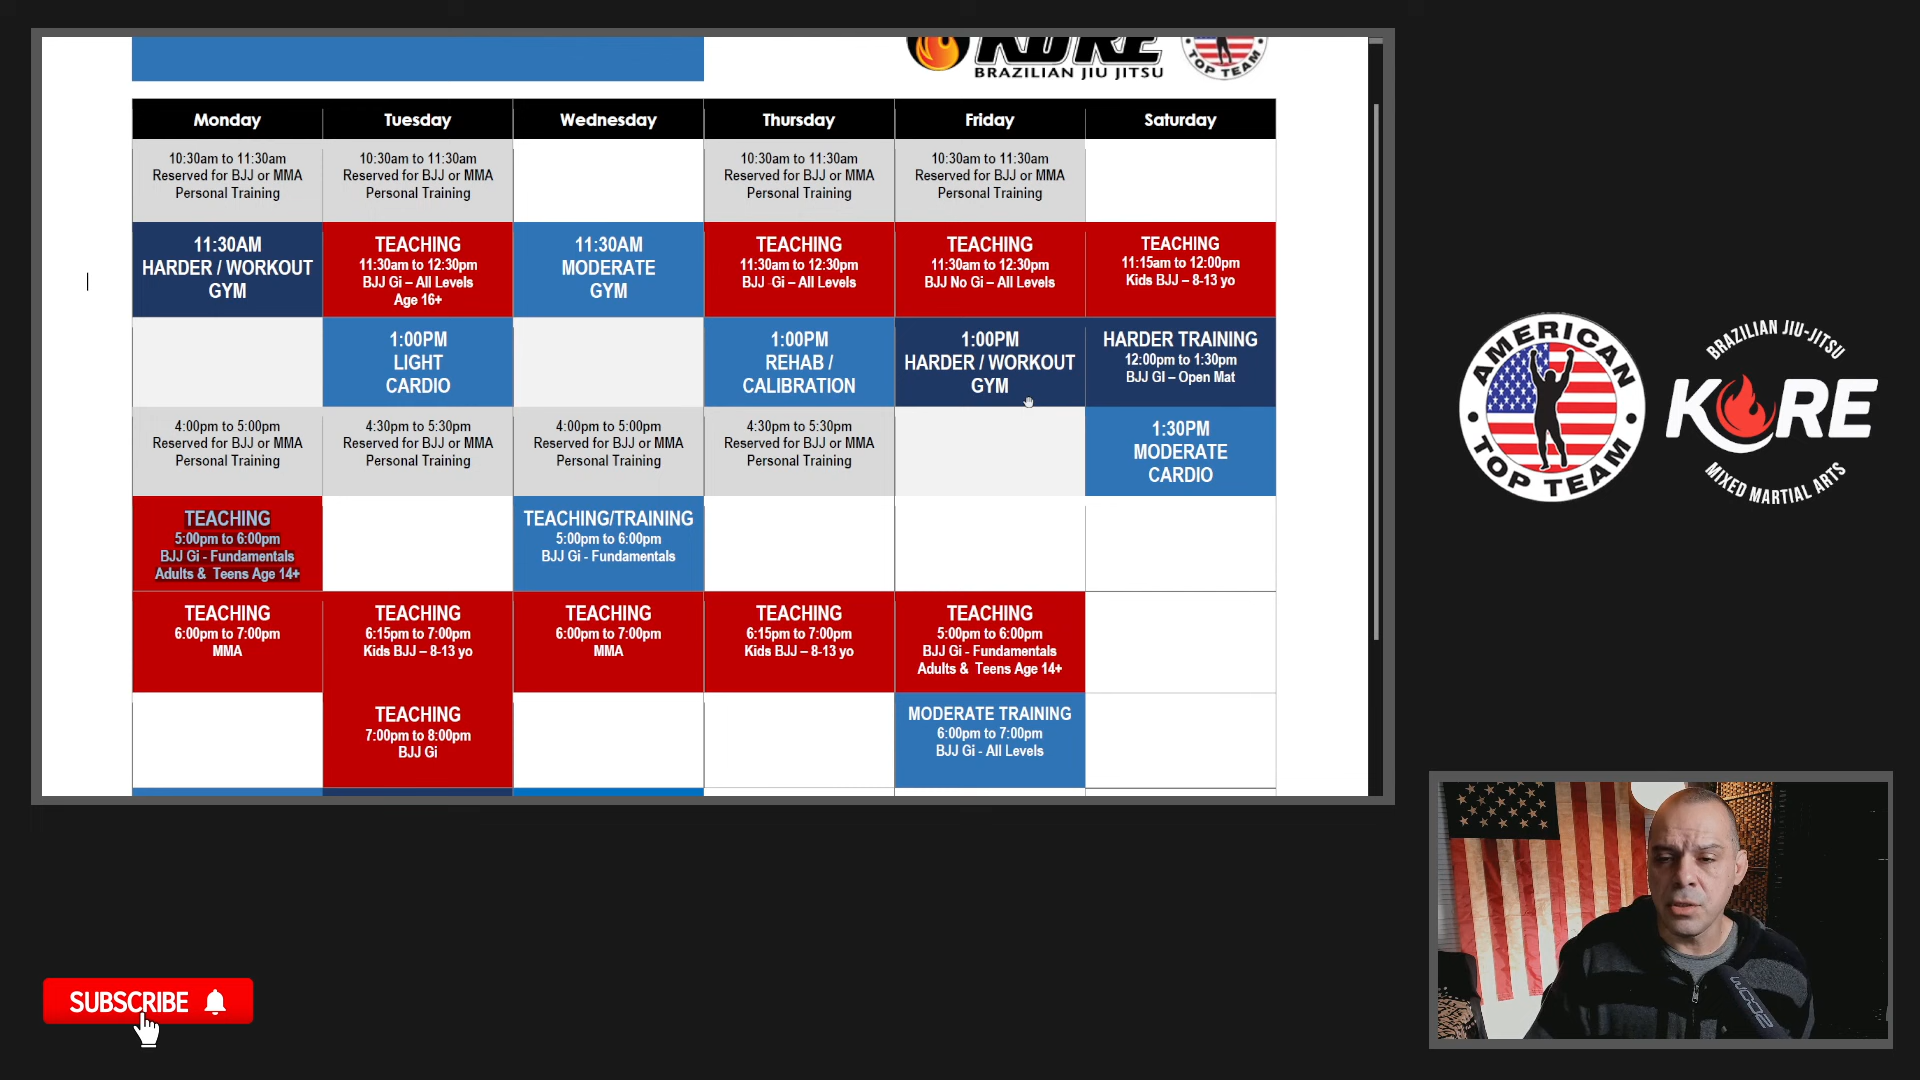 KORE
BRAZILIAN JIU JITSU
TOP TEAM
Monday
Tuesday
Wednesday
Thursday
Friday
Saturday
10:30am to 11:30am
Reserved for BJJ or MMA
Personal Training
10:30am to 11:30am
Reserved for BJJ or MMA
Personal Training
10:30am to 11:30am
Reserved for BJJ or MMA
Personal Training
10:30am to 11:30am
Reserved for BJJ or MMA
Personal Training
11:30AM
HARDER / WORKOUT
GYM
TEACHING
11:30am to 12:30pm
BJJ Gi – All Levels
Age 16+
11:30AM
MODERATE
GYM
TEACHING
11:30am to 12:30pm
BJJ Gi – All Levels
TEACHING
11:30am to 12:30pm
BJJ No Gi – All Levels
TEACHING
11:15am to 12:00pm
Kids BJJ – 8-13 yo
1:00PM
LIGHT
CARDIO
1:00PM
REHAB /
CALIBRATION
1:00PM
HARDER / WORKOUT
GYM
HARDER TRAINING
12:00pm to 1:30pm
BJJ GI – Open Mat
4:00pm to 5:00pm
Reserved for BJJ or MMA
Personal Training
4:30pm to 5:30pm
Reserved for BJJ or MMA
Personal Training
4:00pm to 5:00pm
Reserved for BJJ or MMA
Personal Training
4:30pm to 5:30pm
Reserved for BJJ or MMA
Personal Training
1:30PM
MODERATE
CARDIO
TEACHING
5:00pm to 6:00pm
BJJ Gi - Fundamentals
Adults & Teens Age 14+
TEACHING/TRAINING
5:00pm to 6:00pm
BJJ Gi - Fundamentals
TEACHING
6:00pm to 7:00pm
MMA
TEACHING
6:15pm to 7:00pm
Kids BJJ – 8-13 yo
TEACHING
6:00pm to 7:00pm
MMA
TEACHING
6:15pm to 7:00pm
Kids BJJ – 8-13 yo
TEACHING
5:00pm to 6:00pm
BJJ Gi - Fundamentals
Adults & Teens Age 14+
TEACHING
7:00pm to 8:00pm
BJJ Gi
MODERATE TRAINING
6:00pm to 7:00pm
BJJ Gi - All Levels
AMERICAN
TOP TEAM
BRAZILIAN JIU-JITSU
KORE
MIXED MARTIAL ARTS
ZOOM
SUBSCRIBE